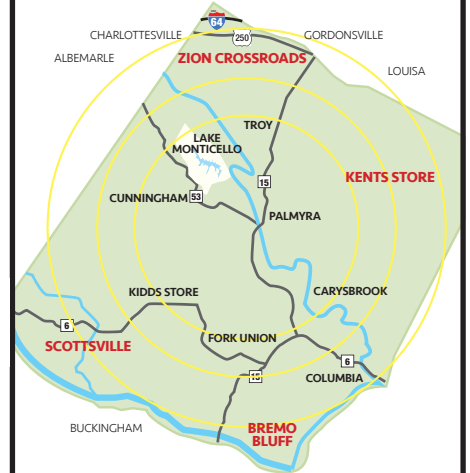 64
CHARLOTTESVILLE
250
GORDONSVILLE
ALBEMARLE
ZION CROSSROADS
LOUISA
TROY
LAKE
MONTICELLO
15
KENTS STORE
CUNNINGHAM
53
PALMYRA
KIDDS STORE
CARYSBROOK
6
SCOTTSVILLE
FORK UNION
6
15
COLUMBIA
BUCKINGHAM
BREMO
BLUFF